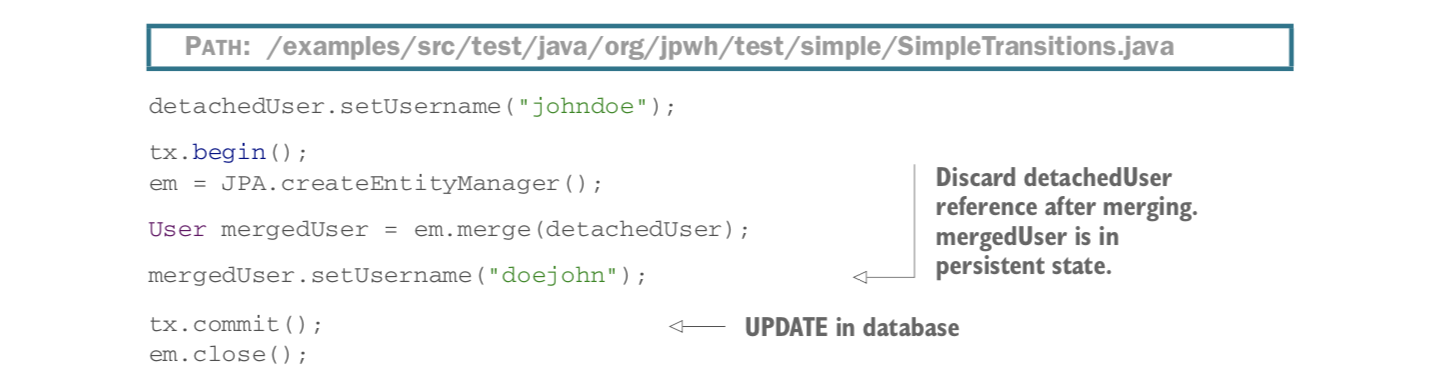 PATH: /examples/src/test/java/org/jpwh/test/simple/SimpleTransitions.java
detachedUser.setUsername("johndoe");
tx.begin();
em = JPA.createEntityManager();
User mergedUser = em.merge(detachedUser);
mergedUser.setUsername("doejohn");
Discard detachedUser
reference after merging.
mergedUser is in
persistent state.
tx.commit();
UPDATE in database
em.close();